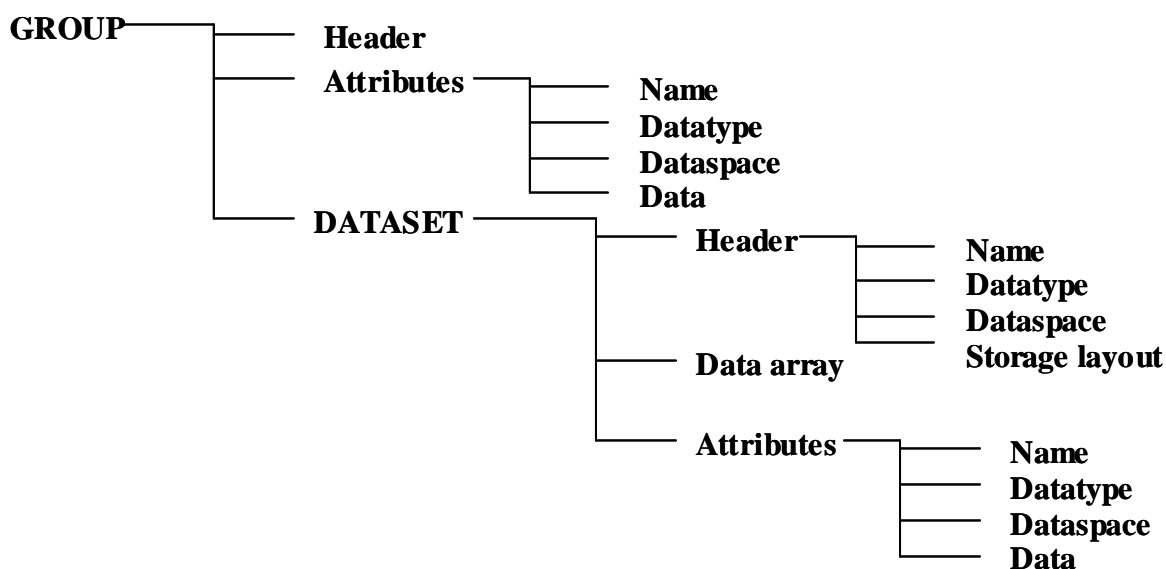 GROUP
Header
Attributes
Name
Datatype
Dataspace
Data
DATASET
Header
Name
Datatype
Dataspace
Storage layout
Data array
Attributes
Name
Datatype
Dataspace
Data